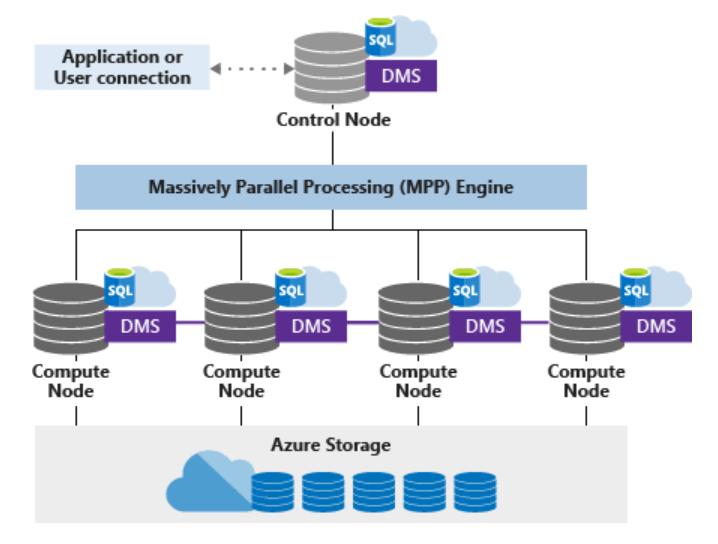 Application or
User connection
SQL
DMS
Control Node
Massively Parallel Processing (MPP) Engine
SQL
DMS
SQL
DMS
SQL
DMS
SQL
DMS
Compute
Node
Compute
Node
Compute
Node
Compute
Node
Azure Storage